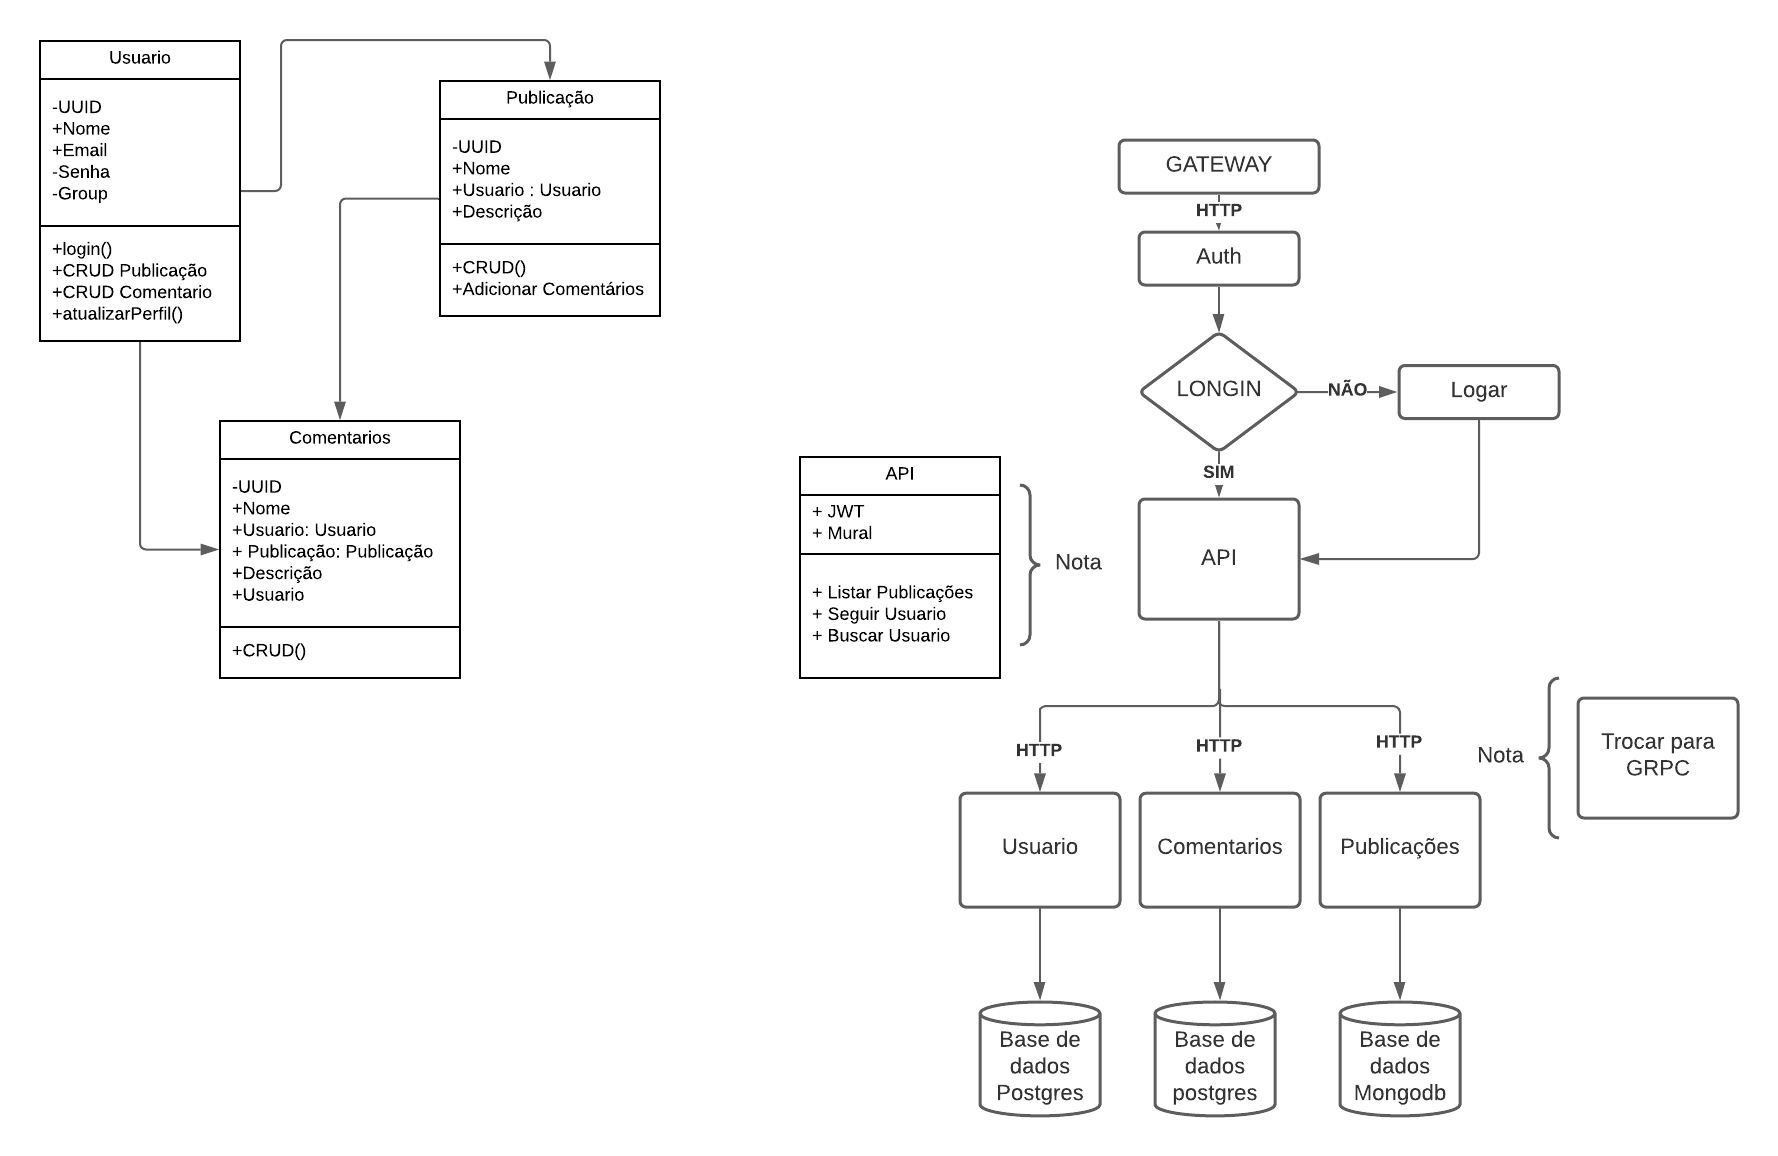 Usuario
-UUID
+Nome
+Email
-Senha
-Group
+login()
+CRUD Publicação
+CRUD Comentario
+atualizarPerfil()
Publicação
-UUID
+Nome
+Usuario : Usuario
+Descrição
+CRUD()
+Adicionar Comentários
Comentarios
-UUID
+Nome
+Usuario: Usuario
+ Publicação: Publicação
+Descrição
+Usuario
+CRUD()
API
+ JWT
+ Mural
+ Listar Publicações
+ Seguir Usuario
+ Buscar Usuario
Nota
GATEWAY
HTTP
Auth
LONGIN
NÃO
Logar
SIM
API
HTTP
HTTP
HTTP
Nota
Trocar para
GRPC
Usuario
Comentarios
Publicações
Base de
dados
Postgres
Base de
dados
postgres
Base de
dados
Mongodb